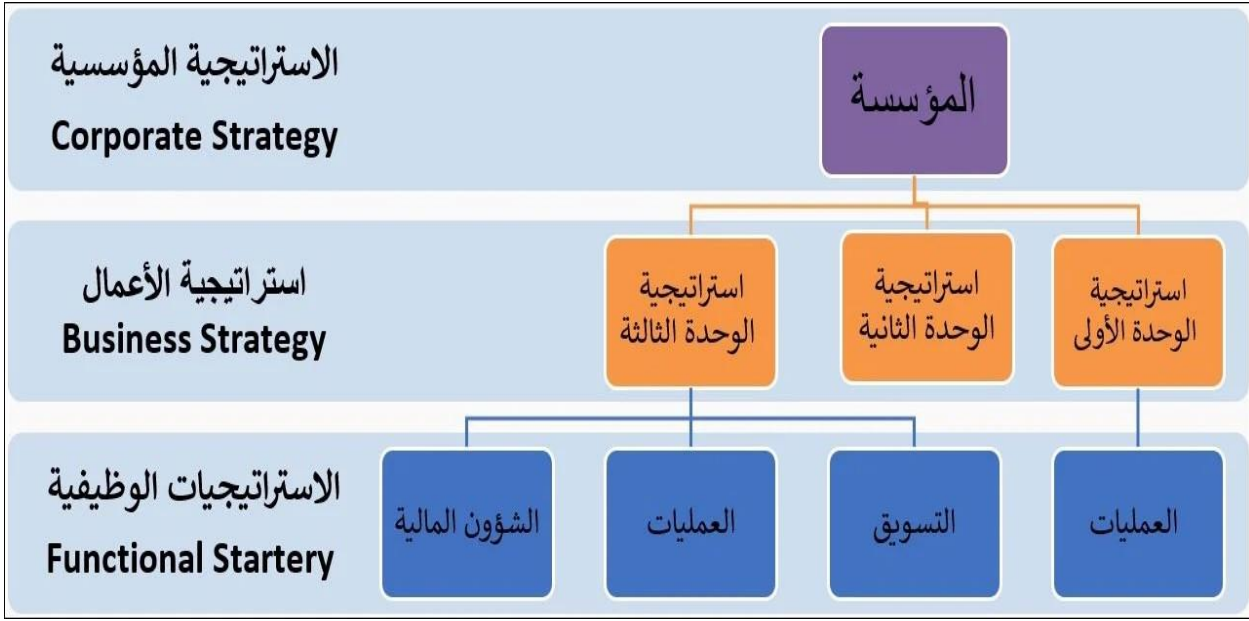 الاستراتيجية المؤسسية
Corporate Strategy
المؤسسة
استراتيجية الأعمال
Business Strategy
استراتيجية
الوحدة الأولى
استراتيجية
الوحدة الثانية
استراتيجية
الوحدة الثالثة
الاستراتيجيات الوظيفية
Functional Startery
العمليات
التسويق
العمليات
الشؤون المالية